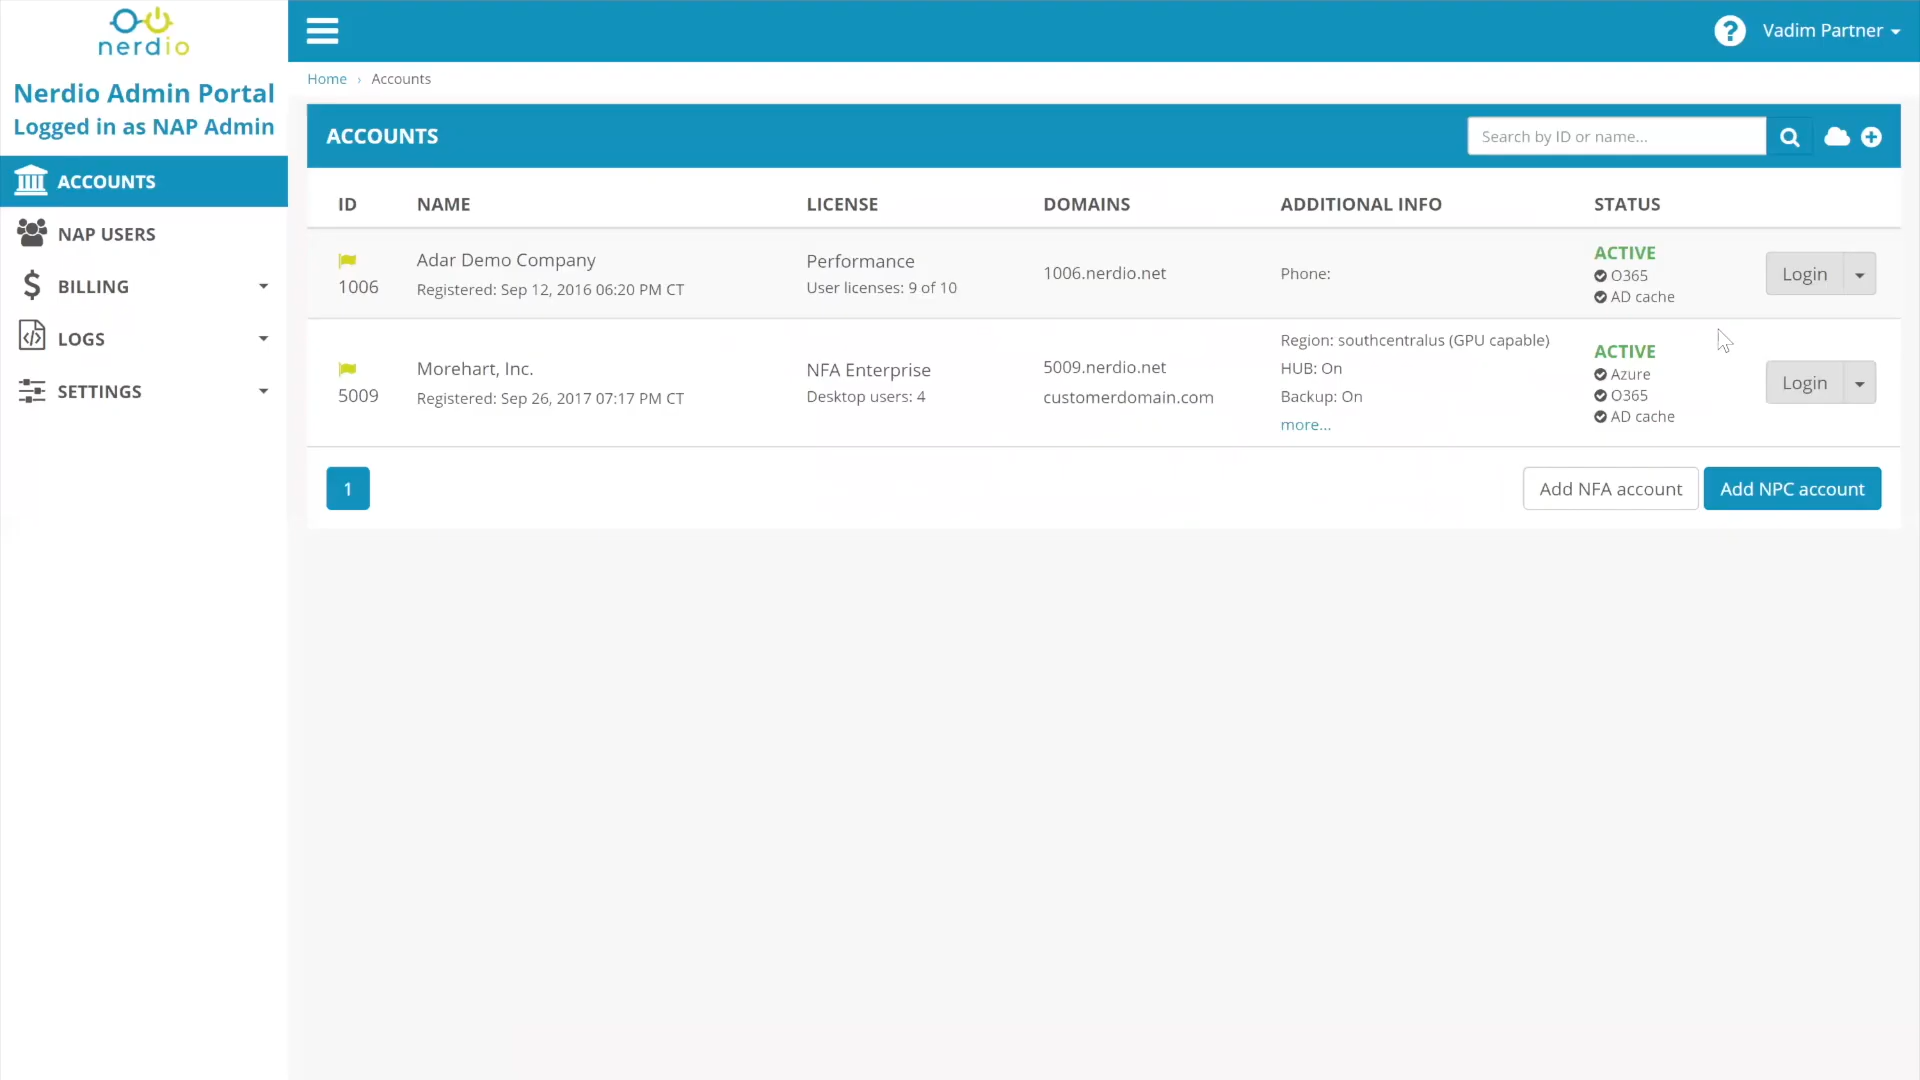 nerdio
Nerdio Admin Portal
Logged in as NAP Admin
ACCOUNTS
NAP USERS
BILLING
LOGS
SETTINGS
? Vadim Partner
Home › Accounts
ACCOUNTS
Search by ID or name...
ID NAME LICENSE DOMAINS ADDITIONAL INFO STATUS
1006
Adar Demo Company
Registered: Sep 12, 2016 06:20 PM CT
Performance
User licenses: 9 of 10
1006.nerdio.net
Phone:
ACTIVE
O365
AD cache
Login
5009
Morehart, Inc.
Registered: Sep 26, 2017 07:17 PM CT
NFA Enterprise
Desktop users: 4
5009.nerdio.net
customerdomain.com
Region: southcentralus (GPU capable)
HUB: On
Backup: On
more...
ACTIVE
Azure
O365
AD cache
Login
1
Add NFA account
Add NPC account